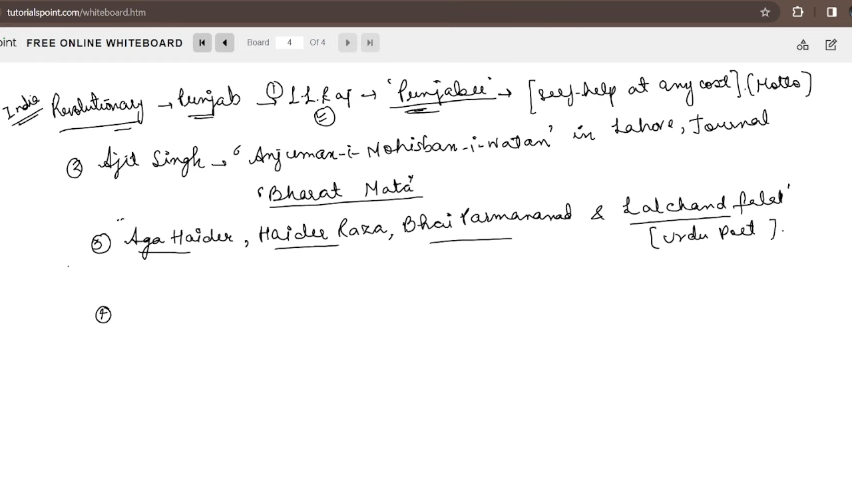 tutorialspoint.com/whiteboard.htm
oint FREE ONLINE WHITEBOARD Board 4 Of 4
India Revolutionary → Punjab → ① L.L.Rai → 'Punjabee' → [self-help at any cost]. (Motto)
② Ajit Singh → 'Anjuman-i-Mohisban-i-Watan' in Lahore, Journal
'Bharat Mata'
③ Aga Haider, Haider Raza, Bhai Parmananad & Lalchand falak'
[Urdu Poet].
④